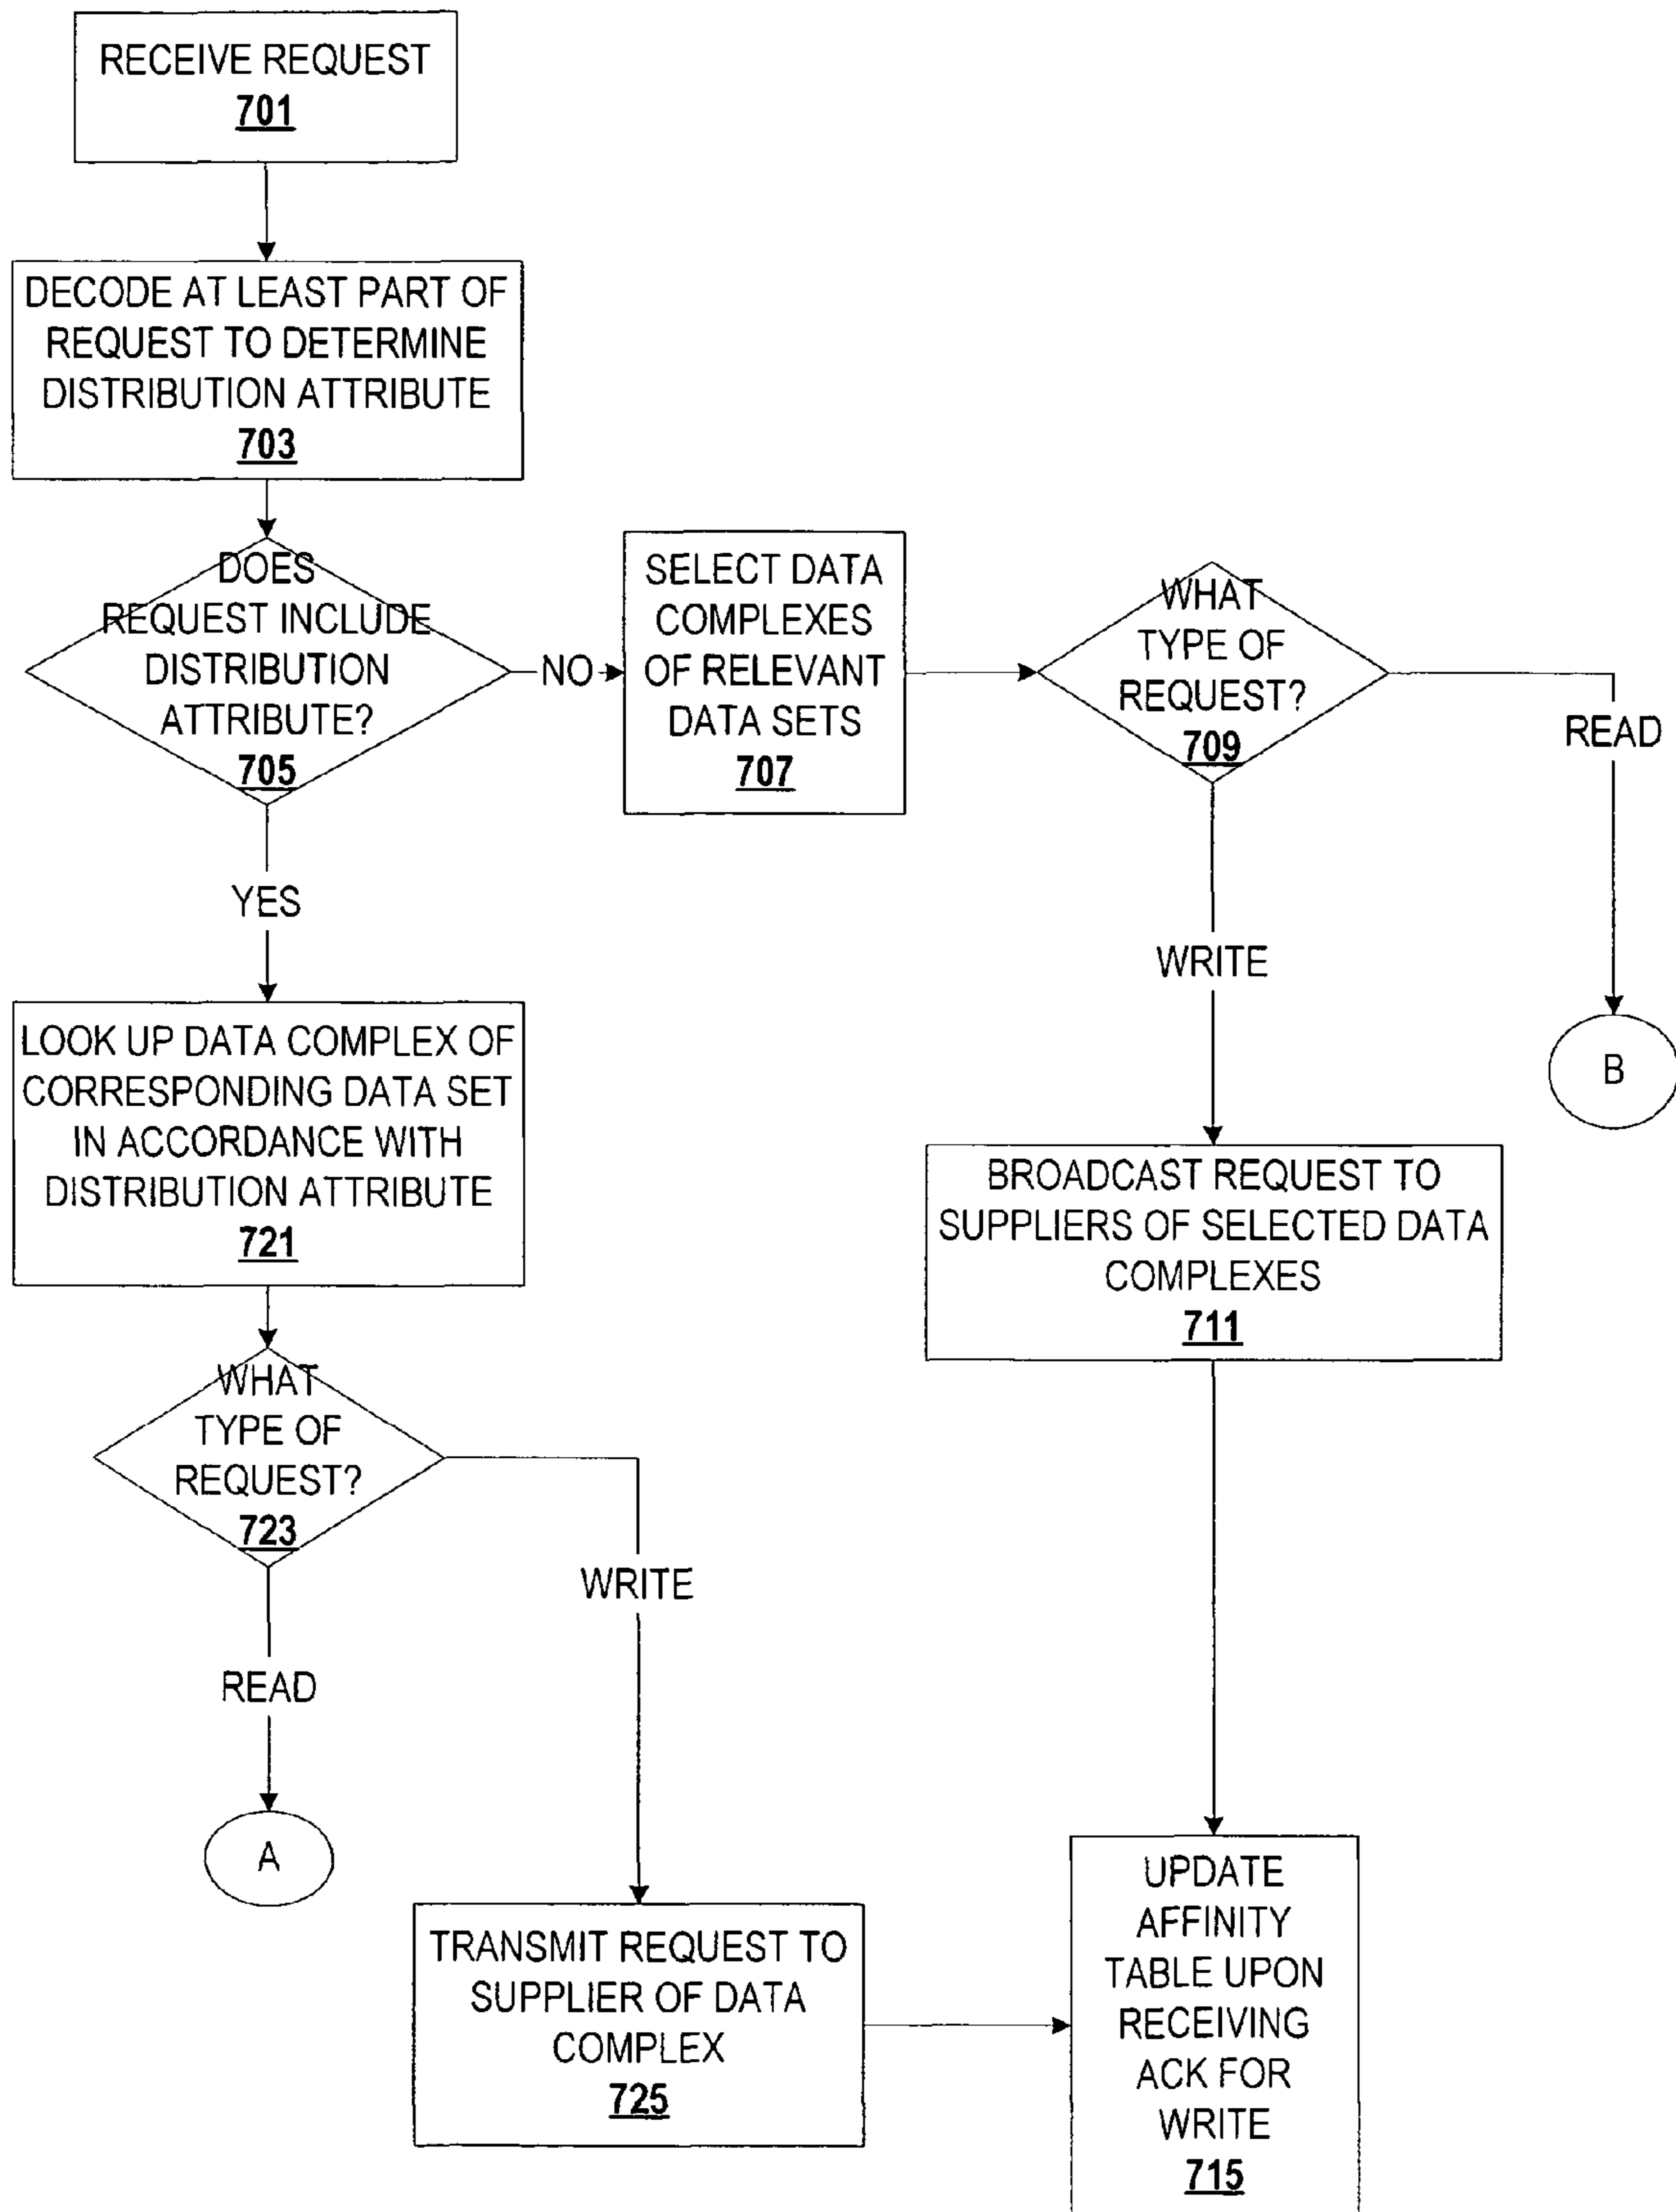 RECEIVE REQUEST
701
DECODE AT LEAST PART OF
REQUEST TO DETERMINE
DISTRIBUTION ATTRIBUTE
703
DOES
REQUEST INCLUDE
DISTRIBUTION
ATTRIBUTE?
705
NO
SELECT DATA
COMPLEXES
OF RELEVANT
DATA SETS
707
WHAT
TYPE OF
REQUEST?
709
READ
YES
WRITE
B
LOOK UP DATA COMPLEX OF
CORRESPONDING DATA SET
IN ACCORDANCE WITH
DISTRIBUTION ATTRIBUTE
721
BROADCAST REQUEST TO
SUPPLIERS OF SELECTED DATA
COMPLEXES
711
WHAT
TYPE OF
REQUEST?
723
WRITE
READ
A
TRANSMIT REQUEST TO
SUPPLIER OF DATA
COMPLEX
725
UPDATE
AFFINITY
TABLE UPON
RECEIVING
ACK FOR
WRITE
715